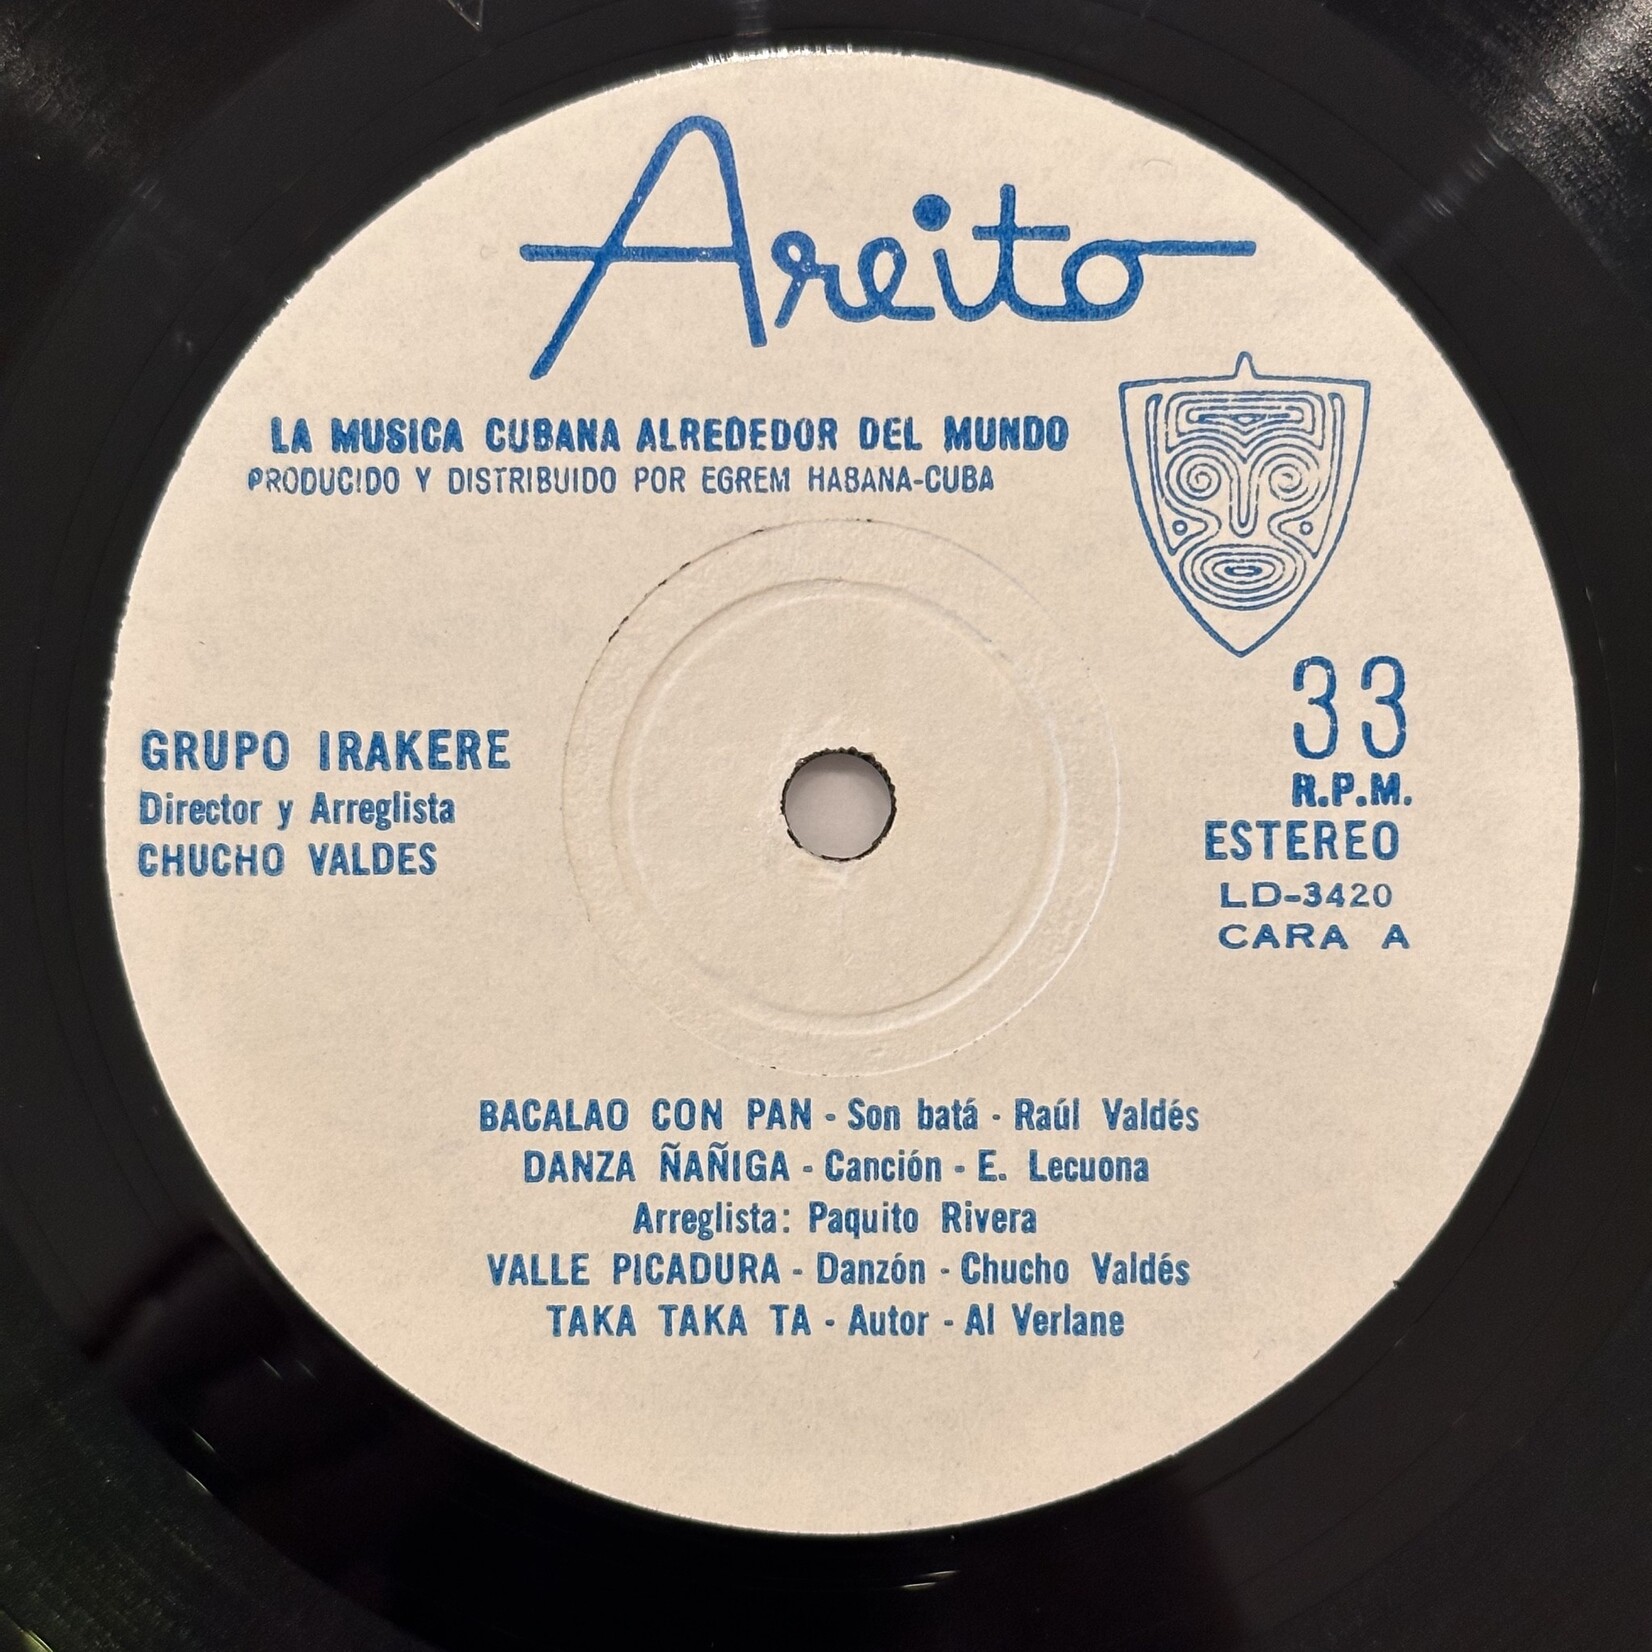 Areito
LA MUSICA CUBANA ALREDEDOR DEL MUNDO
PRODUCIDO Y DISTRIBUIDO POR EGREM HABANA-CUBA
GRUPO IRAKERE
Director y Arreglista
CHUCHO VALDES
33
R.P.M.
ESTEREO
LD-3420
CARA A
BACALAO CON PAN - Son batá - Raúl Valdés
DANZA ÑAÑIGA - Canción - E. Lecuona
Arreglista: Paquito Rivera
VALLE PICADURA - Danzón - Chucho Valdés
TAKA TAKA TA - Autor - Al Verlane